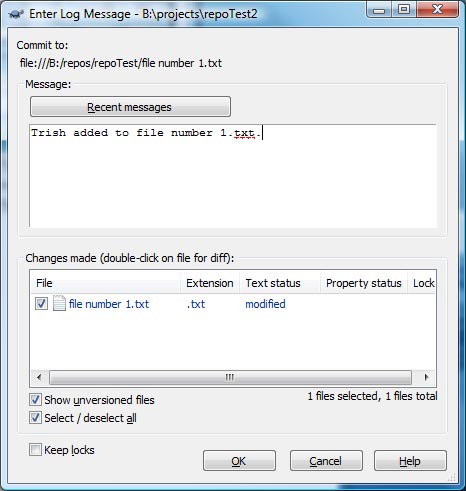 Enter Log Message - B:\projects\repoTest2
Commit to:
file:///B:/repos/repoTest/file number 1.txt
Message:
Recent messages
Trish added to file number 1.txt.
Changes made (double-click on file for diff):
File Extension Text status Property status Lock
file number 1.txt .txt modified
Show unversioned files
1 files selected, 1 files total
Select / deselect all
Keep locks
OK Cancel Help